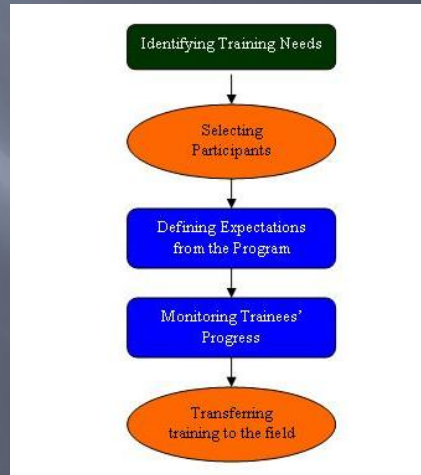 Identifying Training Needs
Selecting
Participants
Defining Expectations
from the Program
Monitoring Trainees'
Progress
Transferring
training to the field